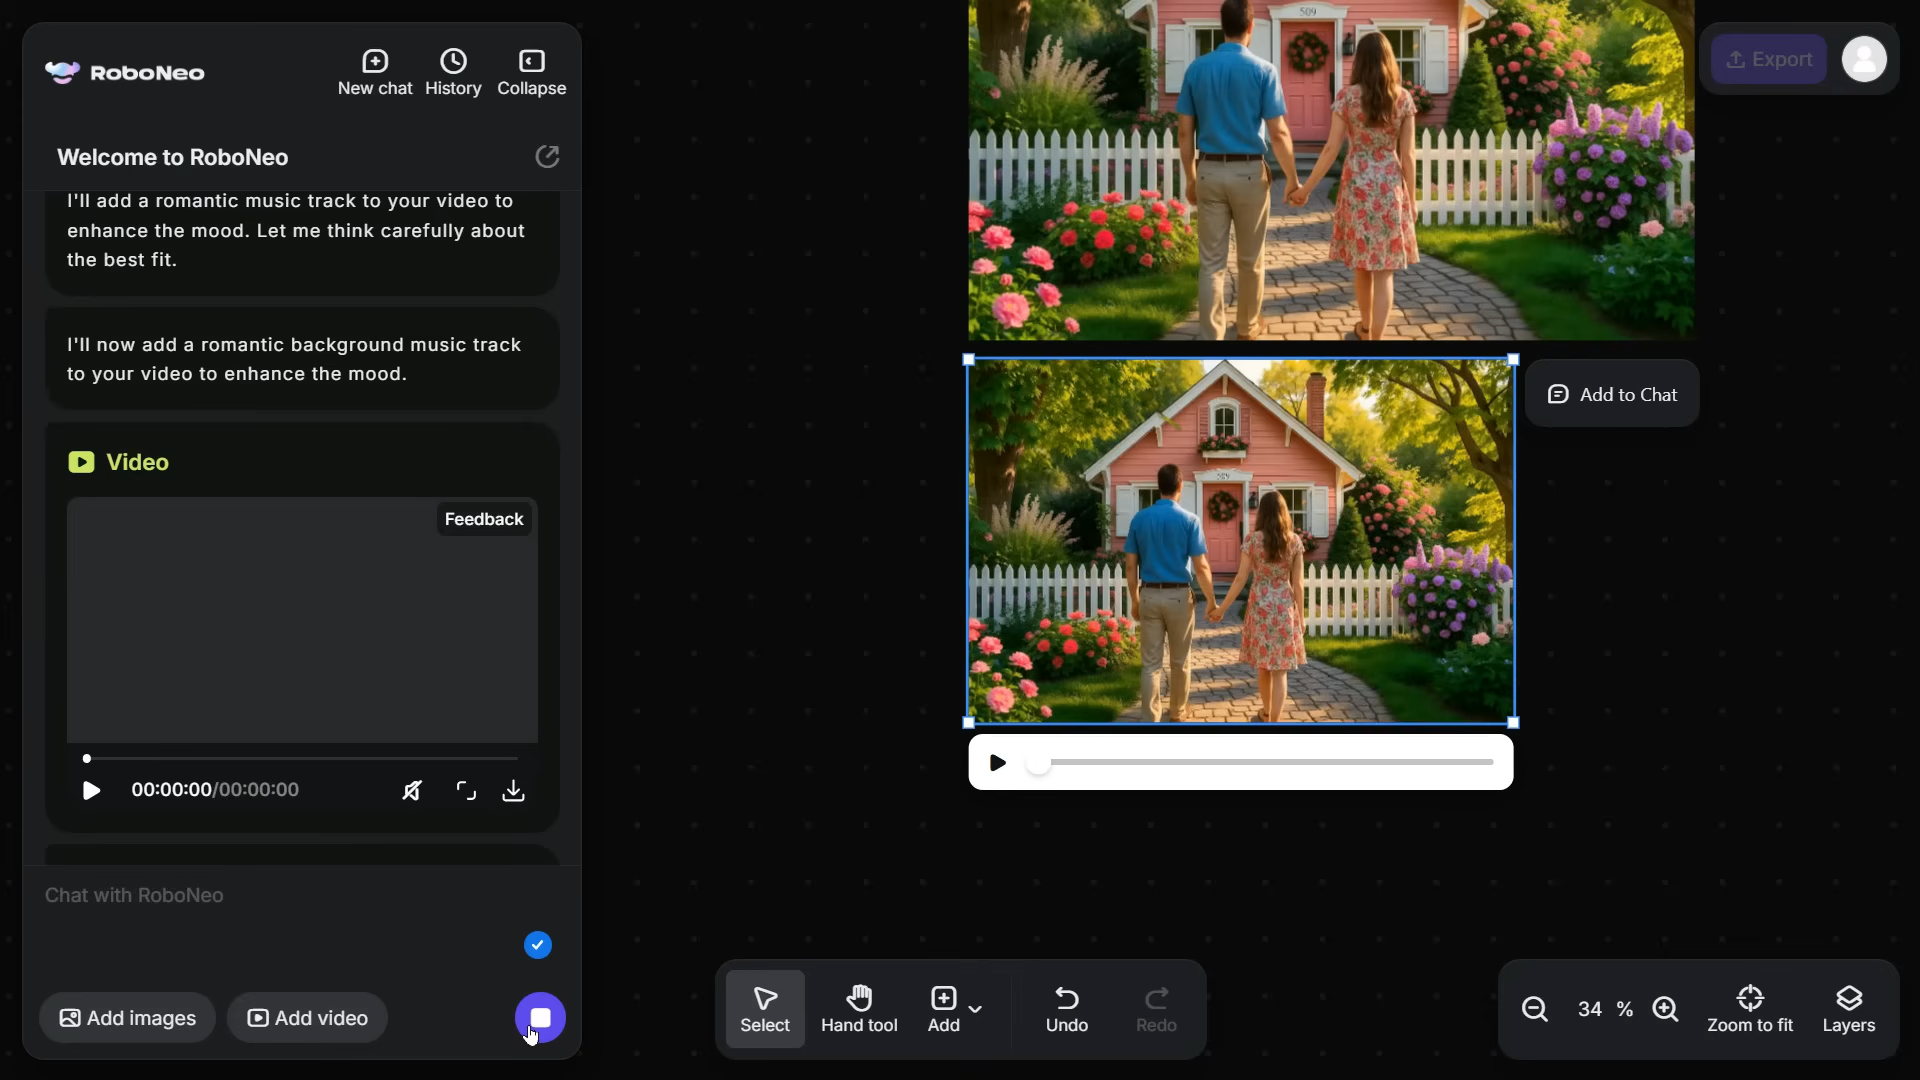 RoboNeo
New chat
History
Collapse
Export
Welcome to RoboNeo
I'll add a romantic music track to your video to
enhance the mood. Let me think carefully about
the best fit.
I'll now add a romantic background music track
to your video to enhance the mood.
Video
Feedback
00:00:00/00:00:00
Chat with RoboNeo
Add images
Add video
509
509
Add to Chat
Select
Hand tool
Add
Undo
Redo
34 %
Zoom to fit
Layers